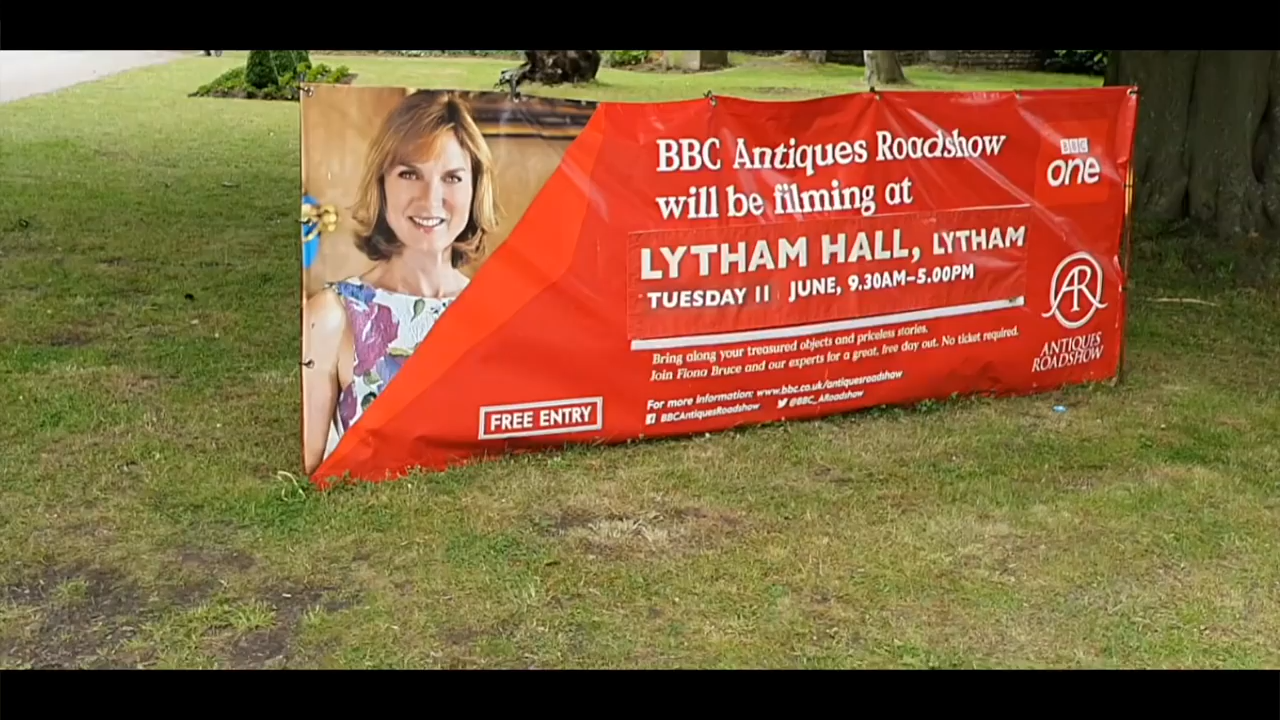 BBC Antiques Roadshow
will be filming at
LYTHAM HALL, LYTHAM
TUESDAY 11 JUNE, 9.30AM–5.00PM
Bring along your treasured objects and priceless stories.
Join Fiona Bruce and our experts for a great, free day out. No ticket required.
For more information: www.bbc.co.uk/antiquesroadshow
BBCAntiquesRoadshow @BBC_ARoadshow
FREE ENTRY
BBC
one
AR
ANTIQUES
ROADSHOW